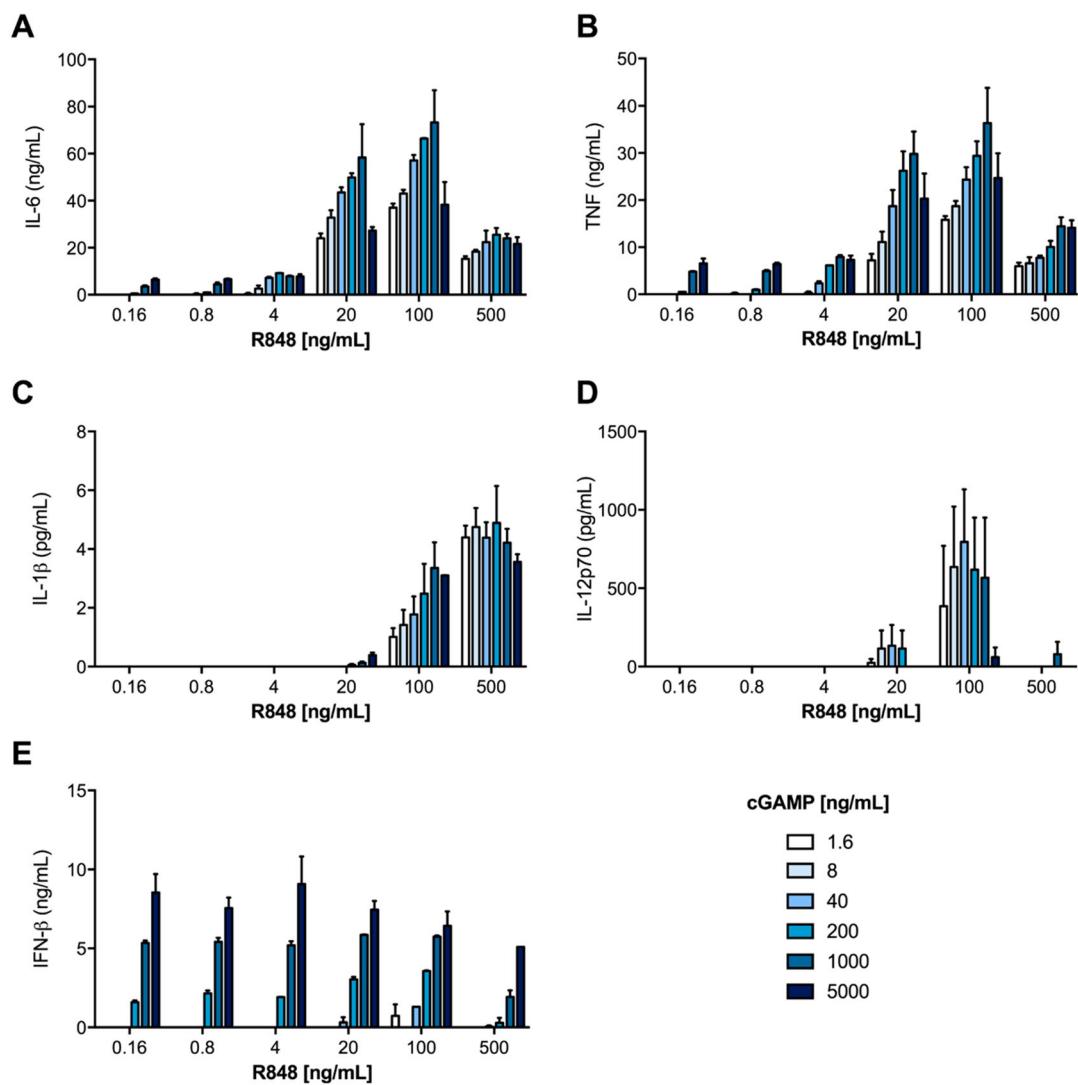 A
IL-6 (ng/mL)
100
80
60
40
20
0
0.16 0.8 4 20 100 500
R848 [ng/mL]
B
TNF (ng/mL)
50
40
30
20
10
0
0.16 0.8 4 20 100 500
R848 [ng/mL]
C
IL-1β (pg/mL)
8
6
4
2
0
0.16 0.8 4 20 100 500
R848 [ng/mL]
D
IL-12p70 (pg/mL)
1500
1000
500
0
0.16 0.8 4 20 100 500
R848 [ng/mL]
E
IFN-β (ng/mL)
15
10
5
0
0.16 0.8 4 20 100 500
R848 [ng/mL]
cGAMP [ng/mL]
1.6
8
40
200
1000
5000